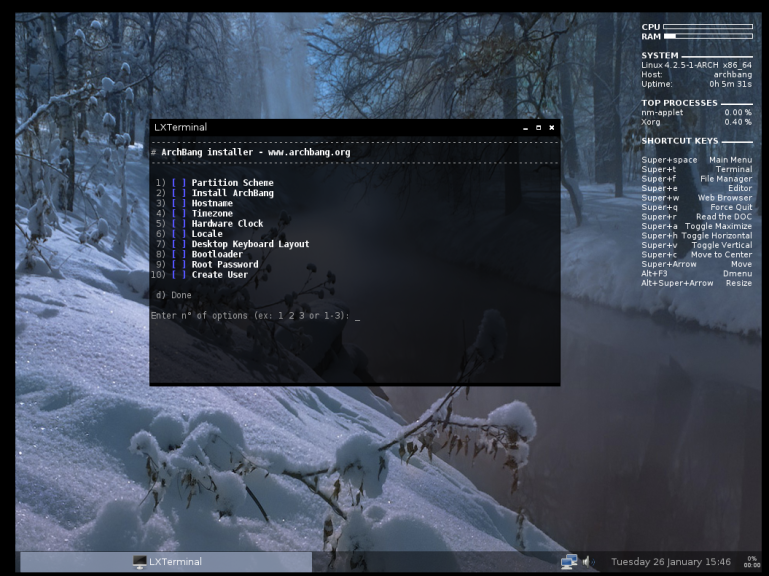 CPU
RAM
SYSTEM
Linux 4.2.5-1-ARCH x86_64
Host: archbang
Uptime: 0h 5m 31s
TOP PROCESSES
nm-applet 0.00 %
Xorg 0.40 %
SHORTCUT KEYS
Super+space Main Menu
Super+t Terminal
Super+f File Manager
Super+e Editor
Super+w Web Browser
Super+q Force Quit
Super+r Read the DOC
Super+a Toggle Maximize
Super+h Toggle Horizontal
Super+v Toggle Vertical
Super+c Move to Center
Super+Arrow Move
Alt+F3 Dmenu
Alt+Super+Arrow Resize
LXTerminal
# ArchBang installer - www.archbang.org
1) [ ] Partition Scheme
2) [ ] Install ArchBang
3) [ ] Hostname
4) [ ] Timezone
5) [ ] Hardware Clock
6) [ ] Locale
7) [ ] Desktop Keyboard Layout
8) [ ] Bootloader
9) [ ] Root Password
10) [ ] Create User
d) Done
Enter n° of options (ex: 1 2 3 or 1-3): _
LXTerminal
Tuesday 26 January 15:46
0%
00:00